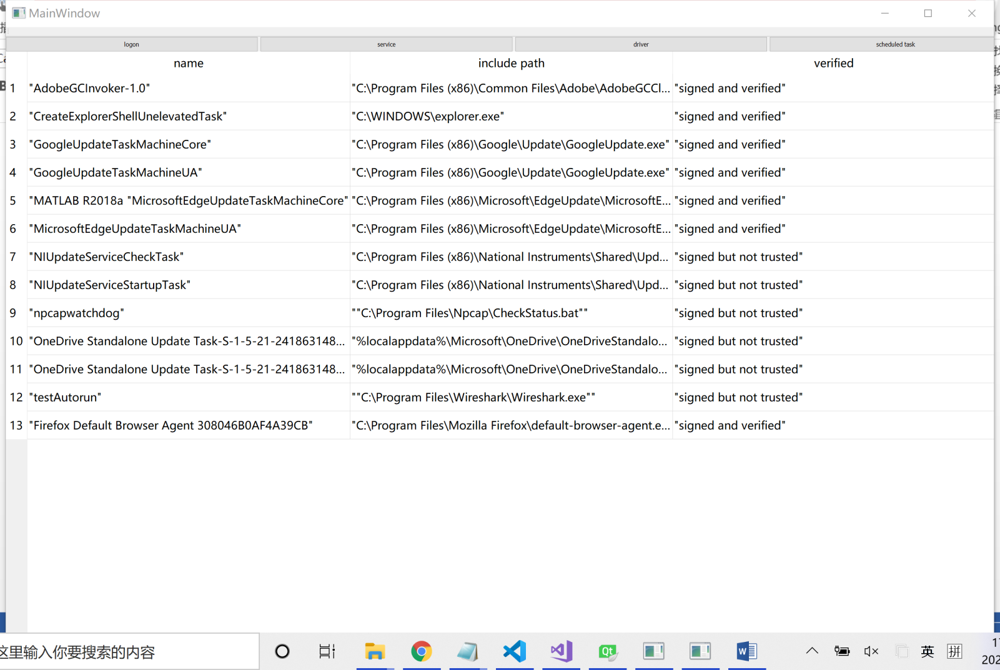 MainWindow
logon service driver scheduled task
name include path verified
1 "AdobeGCInvoker-1.0" "C:\Program Files (x86)\Common Files\Adobe\AdobeGCCl... "signed and verified"
2 "CreateExplorerShellUnelevatedTask" "C:\WINDOWS\explorer.exe" "signed and verified"
3 "GoogleUpdateTaskMachineCore" "C:\Program Files (x86)\Google\Update\GoogleUpdate.exe" "signed and verified"
4 "GoogleUpdateTaskMachineUA" "C:\Program Files (x86)\Google\Update\GoogleUpdate.exe" "signed and verified"
5 "MATLAB R2018a "MicrosoftEdgeUpdateTaskMachineCore" "C:\Program Files (x86)\Microsoft\EdgeUpdate\MicrosoftE... "signed and verified"
6 "MicrosoftEdgeUpdateTaskMachineUA" "C:\Program Files (x86)\Microsoft\EdgeUpdate\MicrosoftE... "signed and verified"
7 "NIUpdateServiceCheckTask" "C:\Program Files (x86)\National Instruments\Shared\Upd... "signed but not trusted"
8 "NIUpdateServiceStartupTask" "C:\Program Files (x86)\National Instruments\Shared\Upd... "signed but not trusted"
9 "npcapwatchdog" ""C:\Program Files\Npcap\CheckStatus.bat"" "signed but not trusted"
10 "OneDrive Standalone Update Task-S-1-5-21-241863148... "%localappdata%\Microsoft\OneDrive\OneDriveStandalo... "signed but not trusted"
11 "OneDrive Standalone Update Task-S-1-5-21-241863148... "%localappdata%\Microsoft\OneDrive\OneDriveStandalo... "signed but not trusted"
12 "testAutorun" ""C:\Program Files\Wireshark\Wireshark.exe"" "signed but not trusted"
13 "Firefox Default Browser Agent 308046B0AF4A39CB" "C:\Program Files\Mozilla Firefox\default-browser-agent.e... "signed and verified"
这里输入你要搜索的内容
Qt
W
英 拼